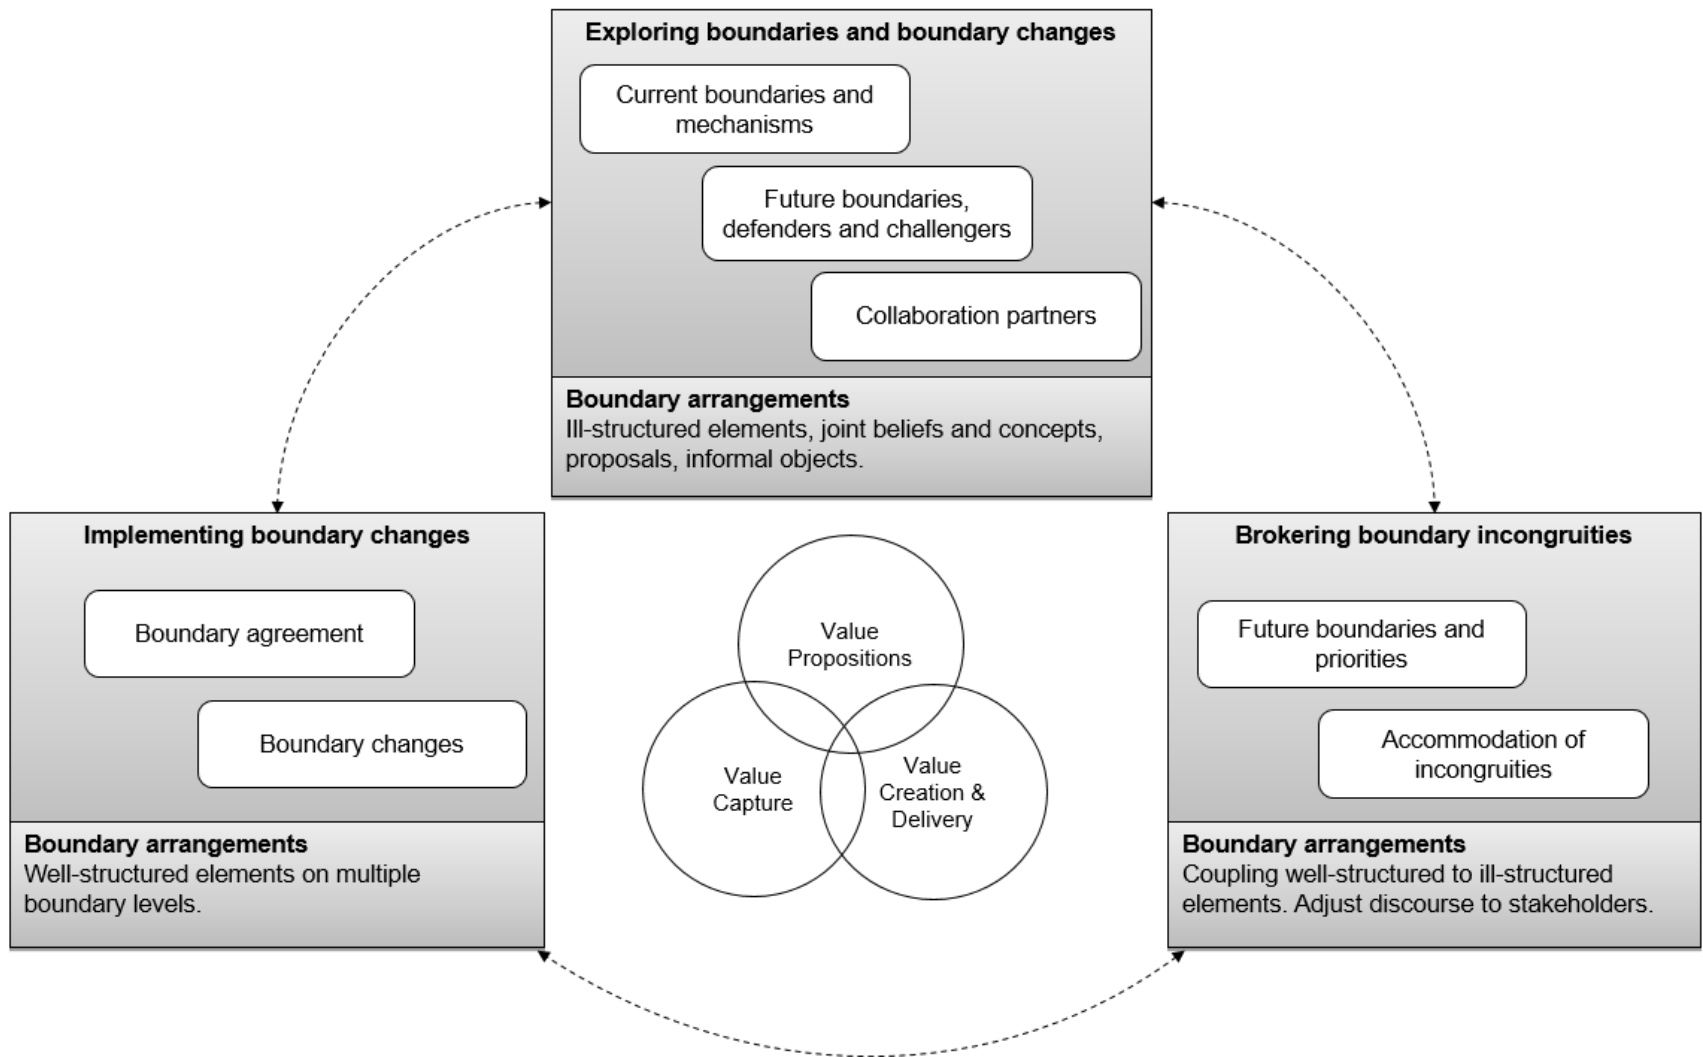 Exploring boundaries and boundary changes
Current boundaries and
mechanisms
Future boundaries,
defenders and challengers
Collaboration partners
Boundary arrangements
Ill-structured elements, joint beliefs and concepts,
proposals, informal objects.
Implementing boundary changes
Boundary agreement
Boundary changes
Boundary arrangements
Well-structured elements on multiple
boundary levels.
Value
Propositions
Value
Capture
Value
Creation &
Delivery
Brokering boundary incongruities
Future boundaries and
priorities
Accommodation of
incongruities
Boundary arrangements
Coupling well-structured to ill-structured
elements. Adjust discourse to stakeholders.